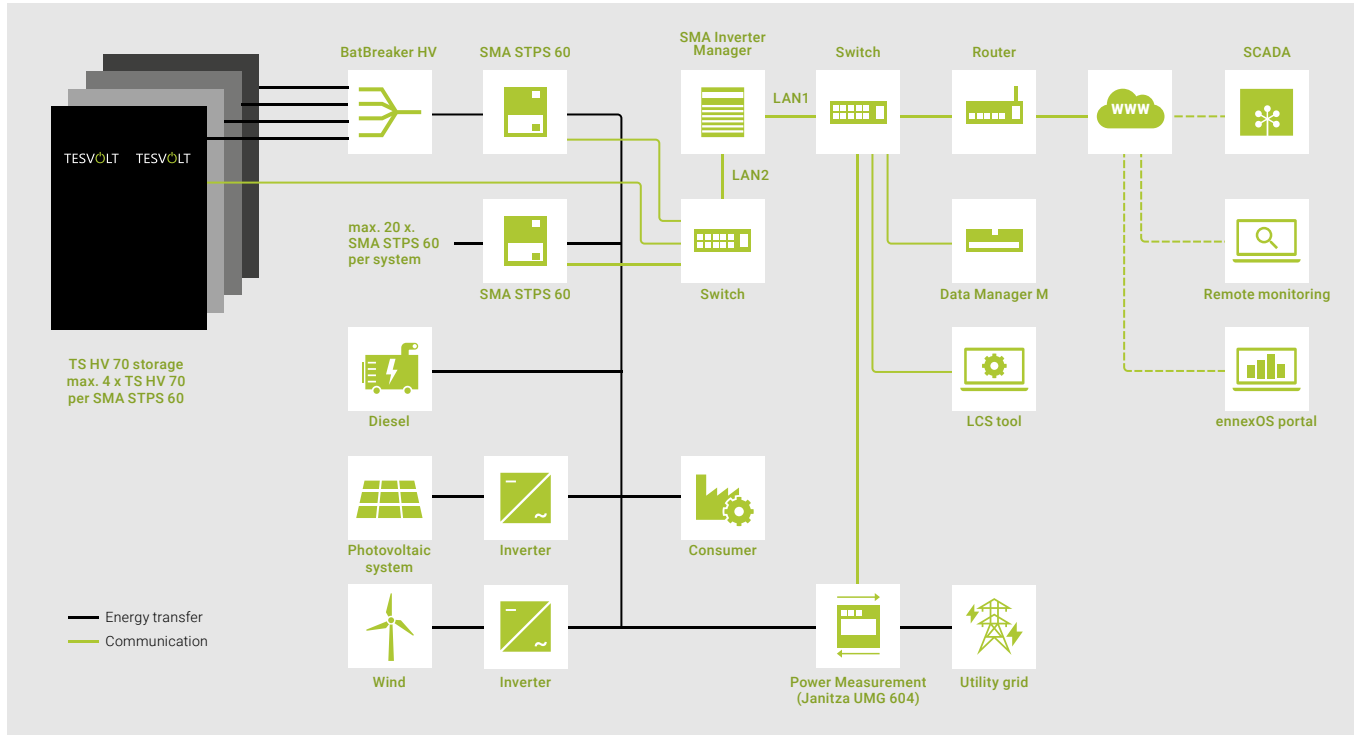 BatBreaker HV
SMA STPS 60
SMA Inverter
Manager
Switch
Router
SCADA
WWW
LAN1
TESVOLT TESVOLT
LAN2
max. 20 x.
SMA STPS 60
per system
SMA STPS 60
Switch
Data Manager M
Remote monitoring
TS HV 70 storage
max. 4 x TS HV 70
per SMA STPS 60
Diesel
LCS tool
ennexOS portal
Photovoltaic
system
Inverter
Consumer
Energy transfer
Communication
Wind
Inverter
Power Measurement
(Janitza UMG 604)
Utility grid